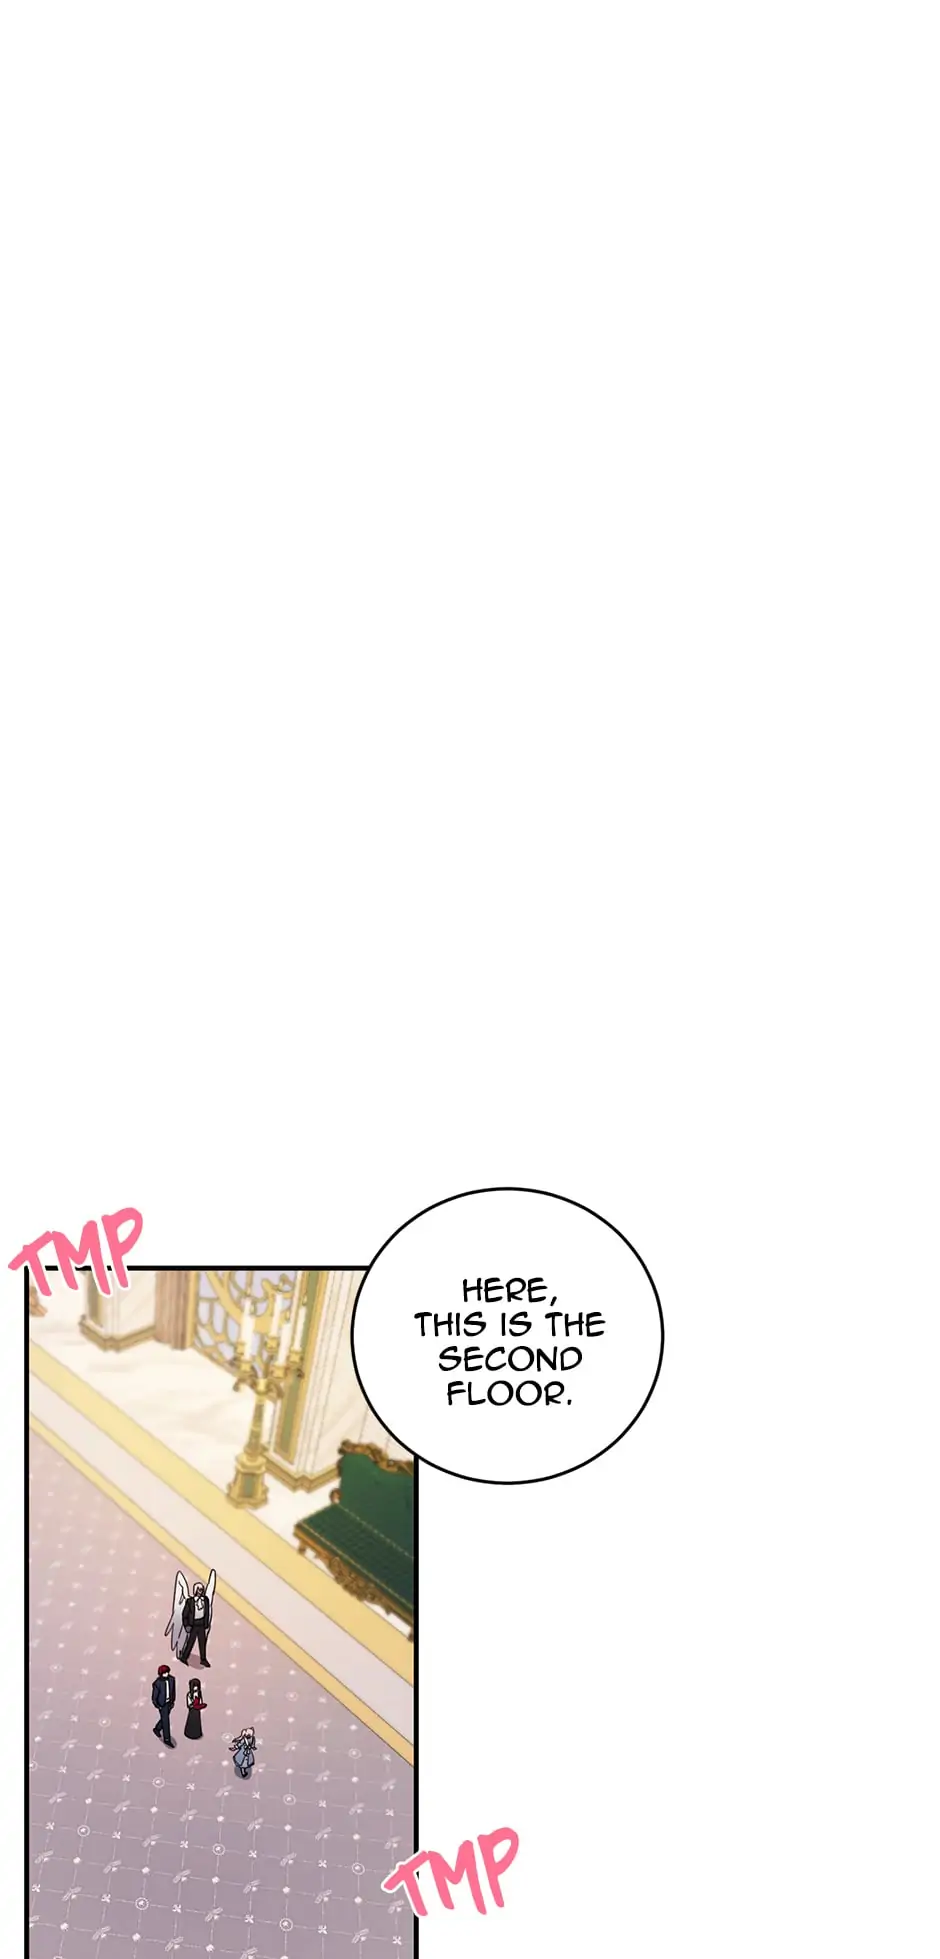 TMP
HERE,
THIS IS THE
SECOND
FLOOR.
TMP